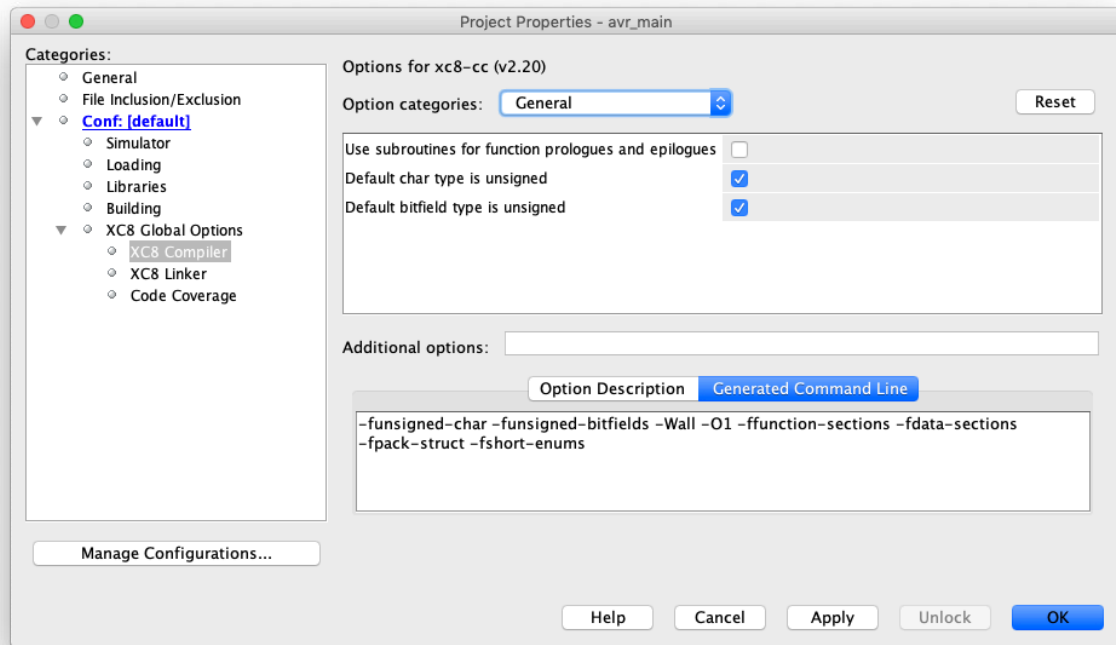 Project Properties - avr_main
Categories:
General
File Inclusion/Exclusion
Conf: [default]
Simulator
Loading
Libraries
Building
XC8 Global Options
XC8 Compiler
XC8 Linker
Code Coverage
Manage Configurations...
Options for xc8-cc (v2.20)
Option categories: General
Reset
Use subroutines for function prologues and epilogues
Default char type is unsigned
Default bitfield type is unsigned
Additional options:
Option Description Generated Command Line
-funsigned-char -funsigned-bitfields -Wall -O1 -ffunction-sections -fdata-sections
-fpack-struct -fshort-enums
Help Cancel Apply Unlock OK